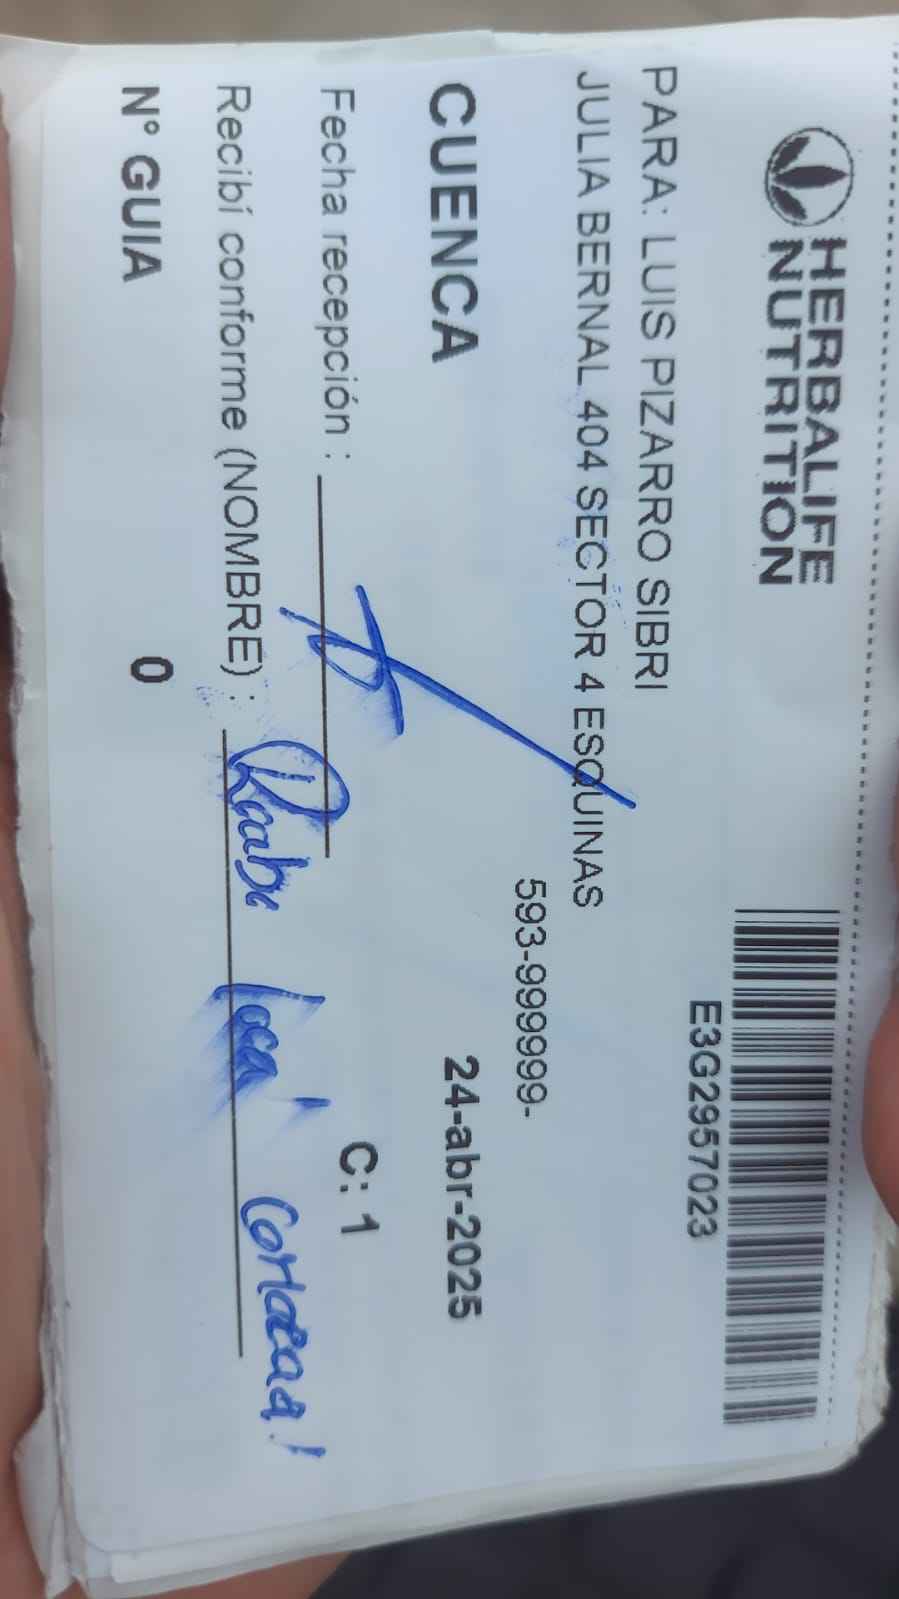 HERBALIFE
NUTRITION
E3G2957023
PARA: LUIS PIZARRO SIBRI
JULIA BERNAL 404 SECTOR 4 ESQUINAS
593-999999-
CUENCA 24-abr-2025
Fecha recepción :
C: 1
Recibí conforme (NOMBRE) :
N° GUIA 0